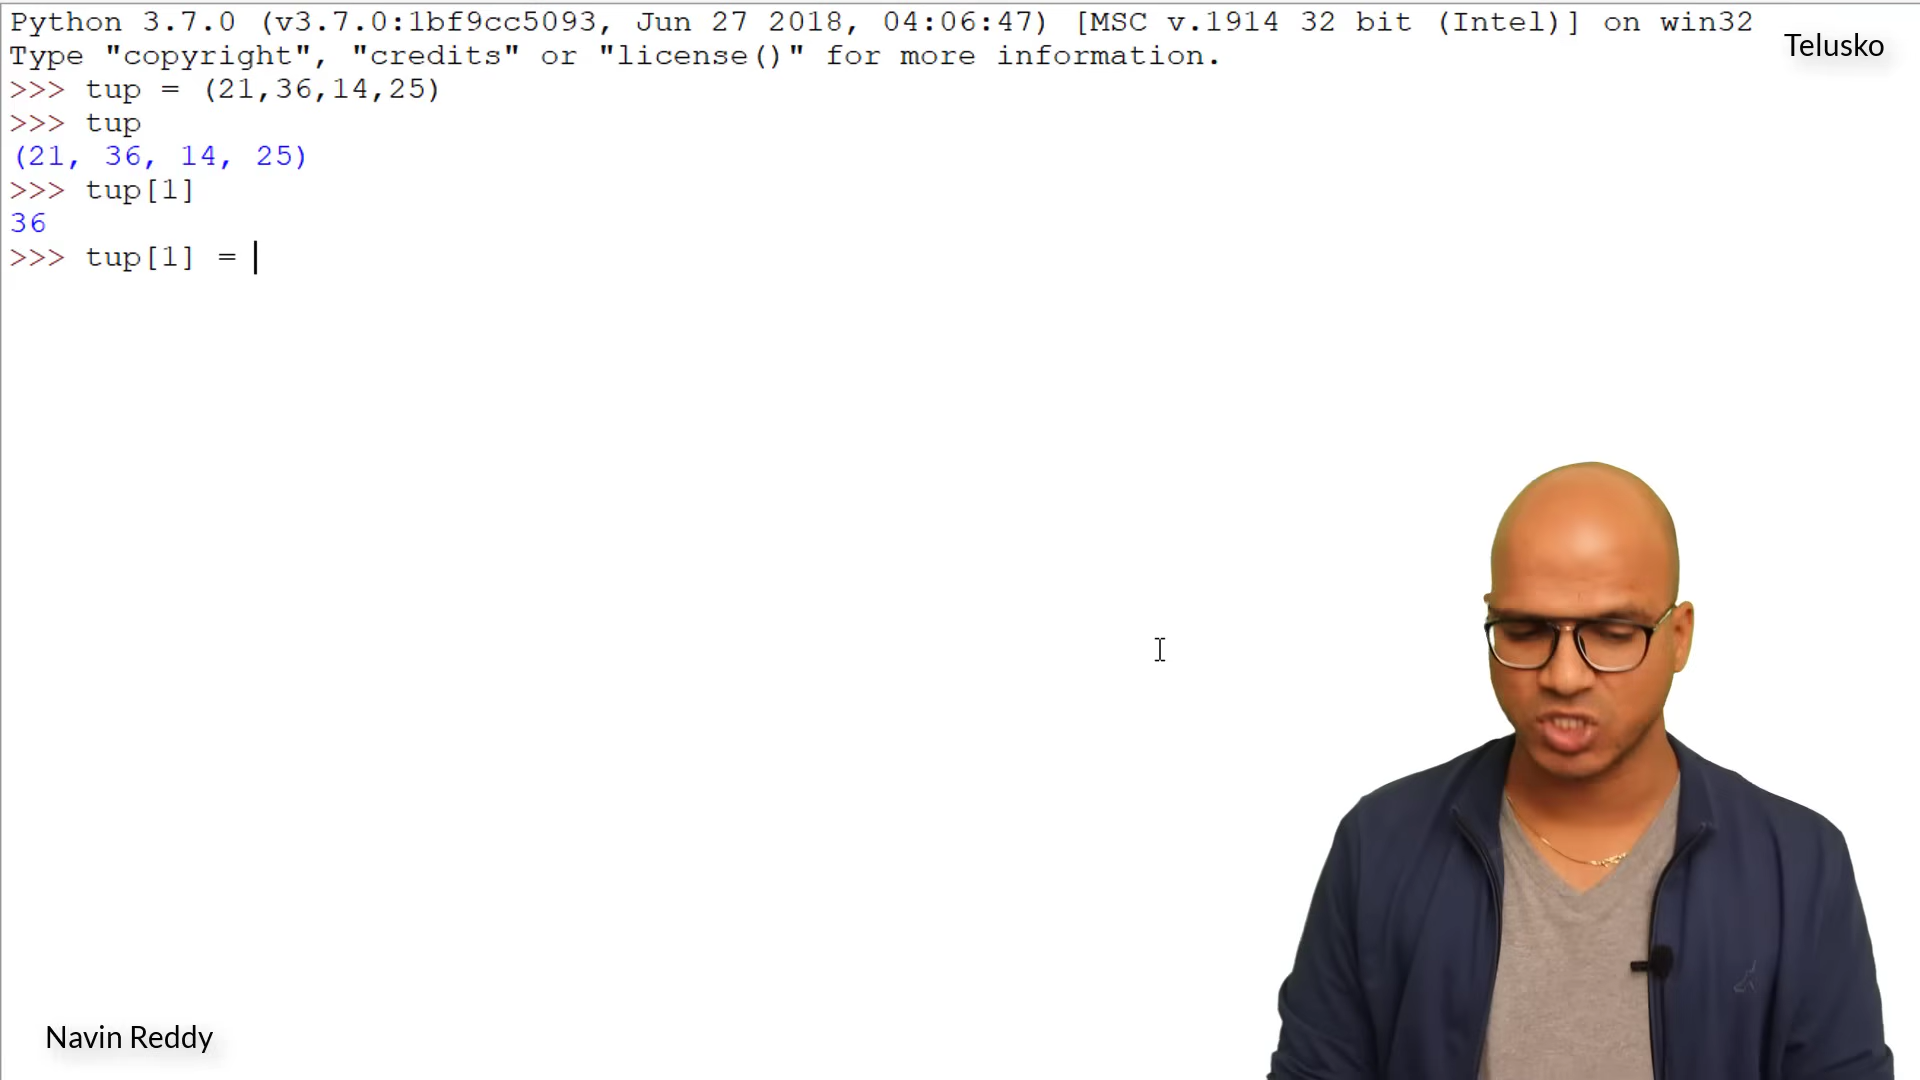 Python 3.7.0 (v3.7.0:1bf9cc5093, Jun 27 2018, 04:06:47) [MSC v.1914 32 bit (Intel)] on win32
Telusko
Type "copyright", "credits" or "license()" for more information.
>>> tup = (21,36,14,25)
>>> tup
(21, 36, 14, 25)
>>> tup[1]
36
>>> tup[1] =
Navin Reddy